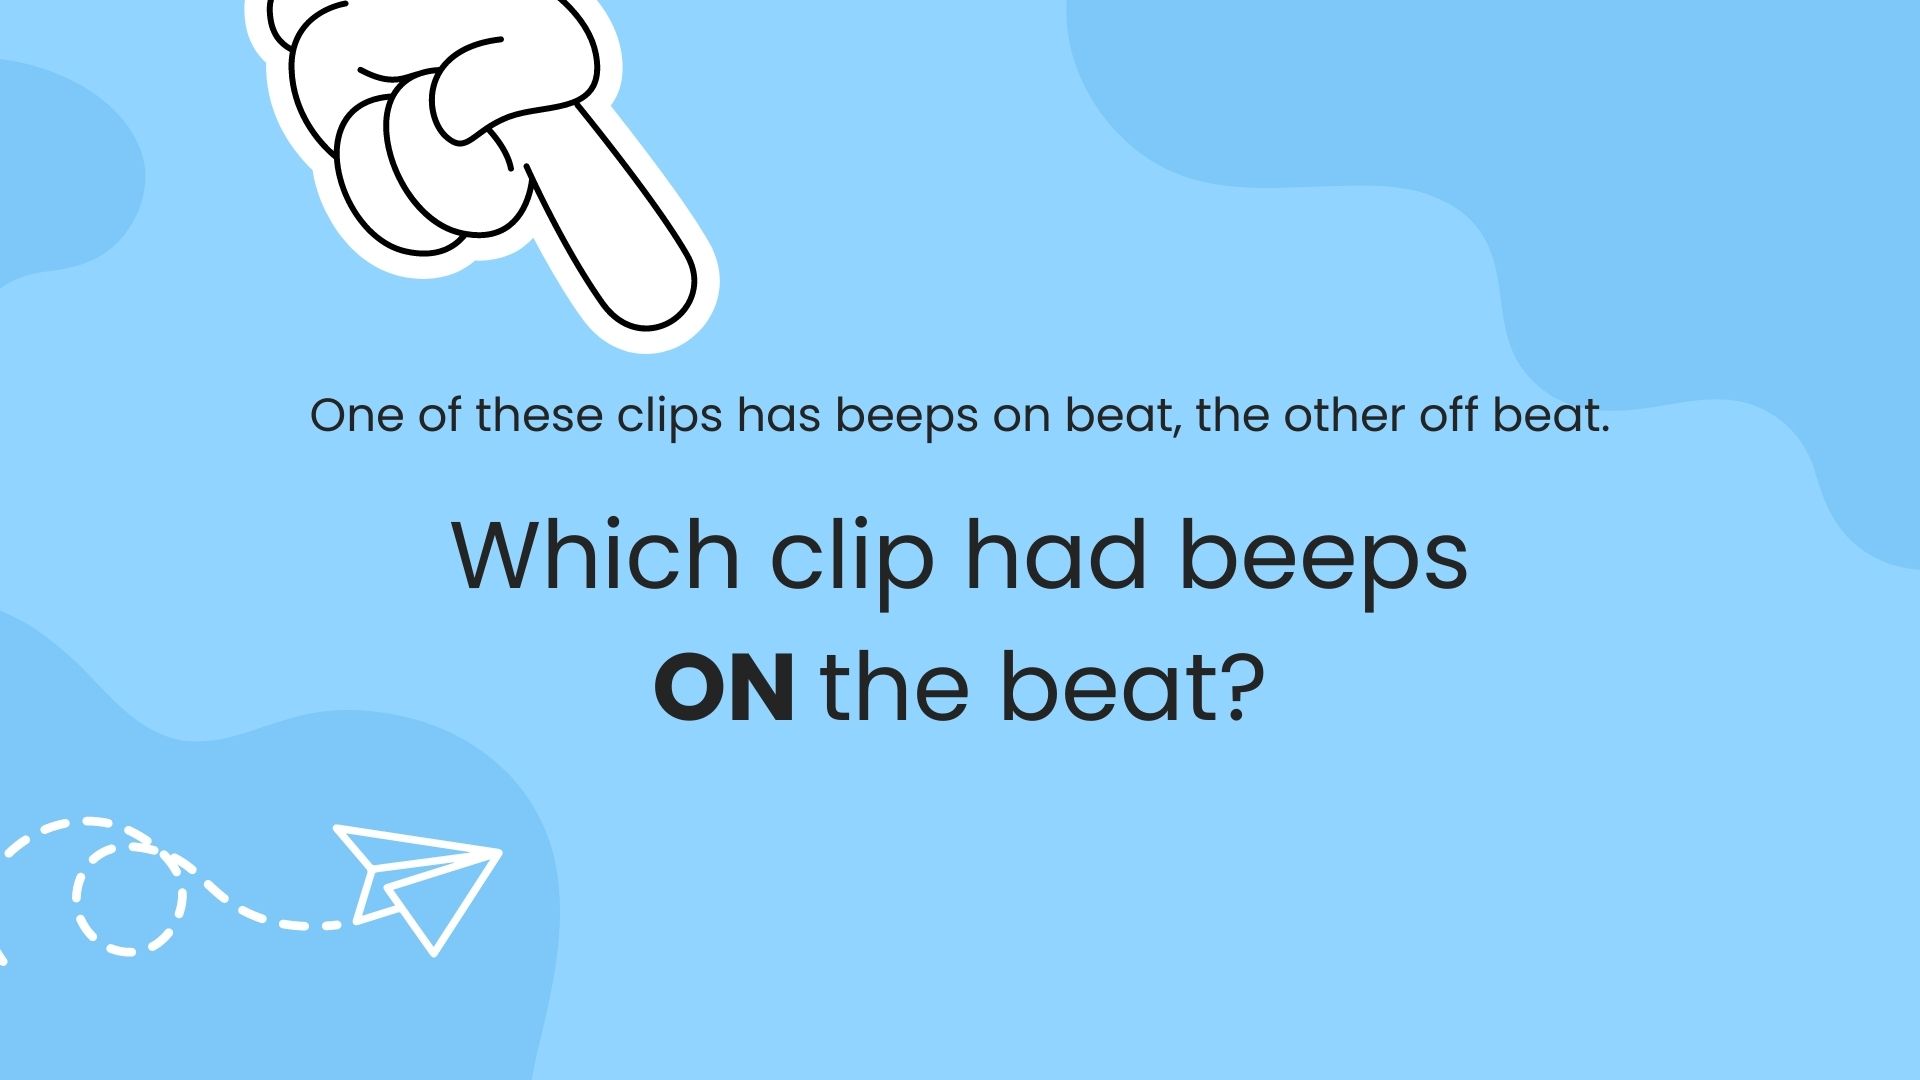 One of these clips has beeps on beat, the other off beat.
Which clip had beeps
ON the beat?